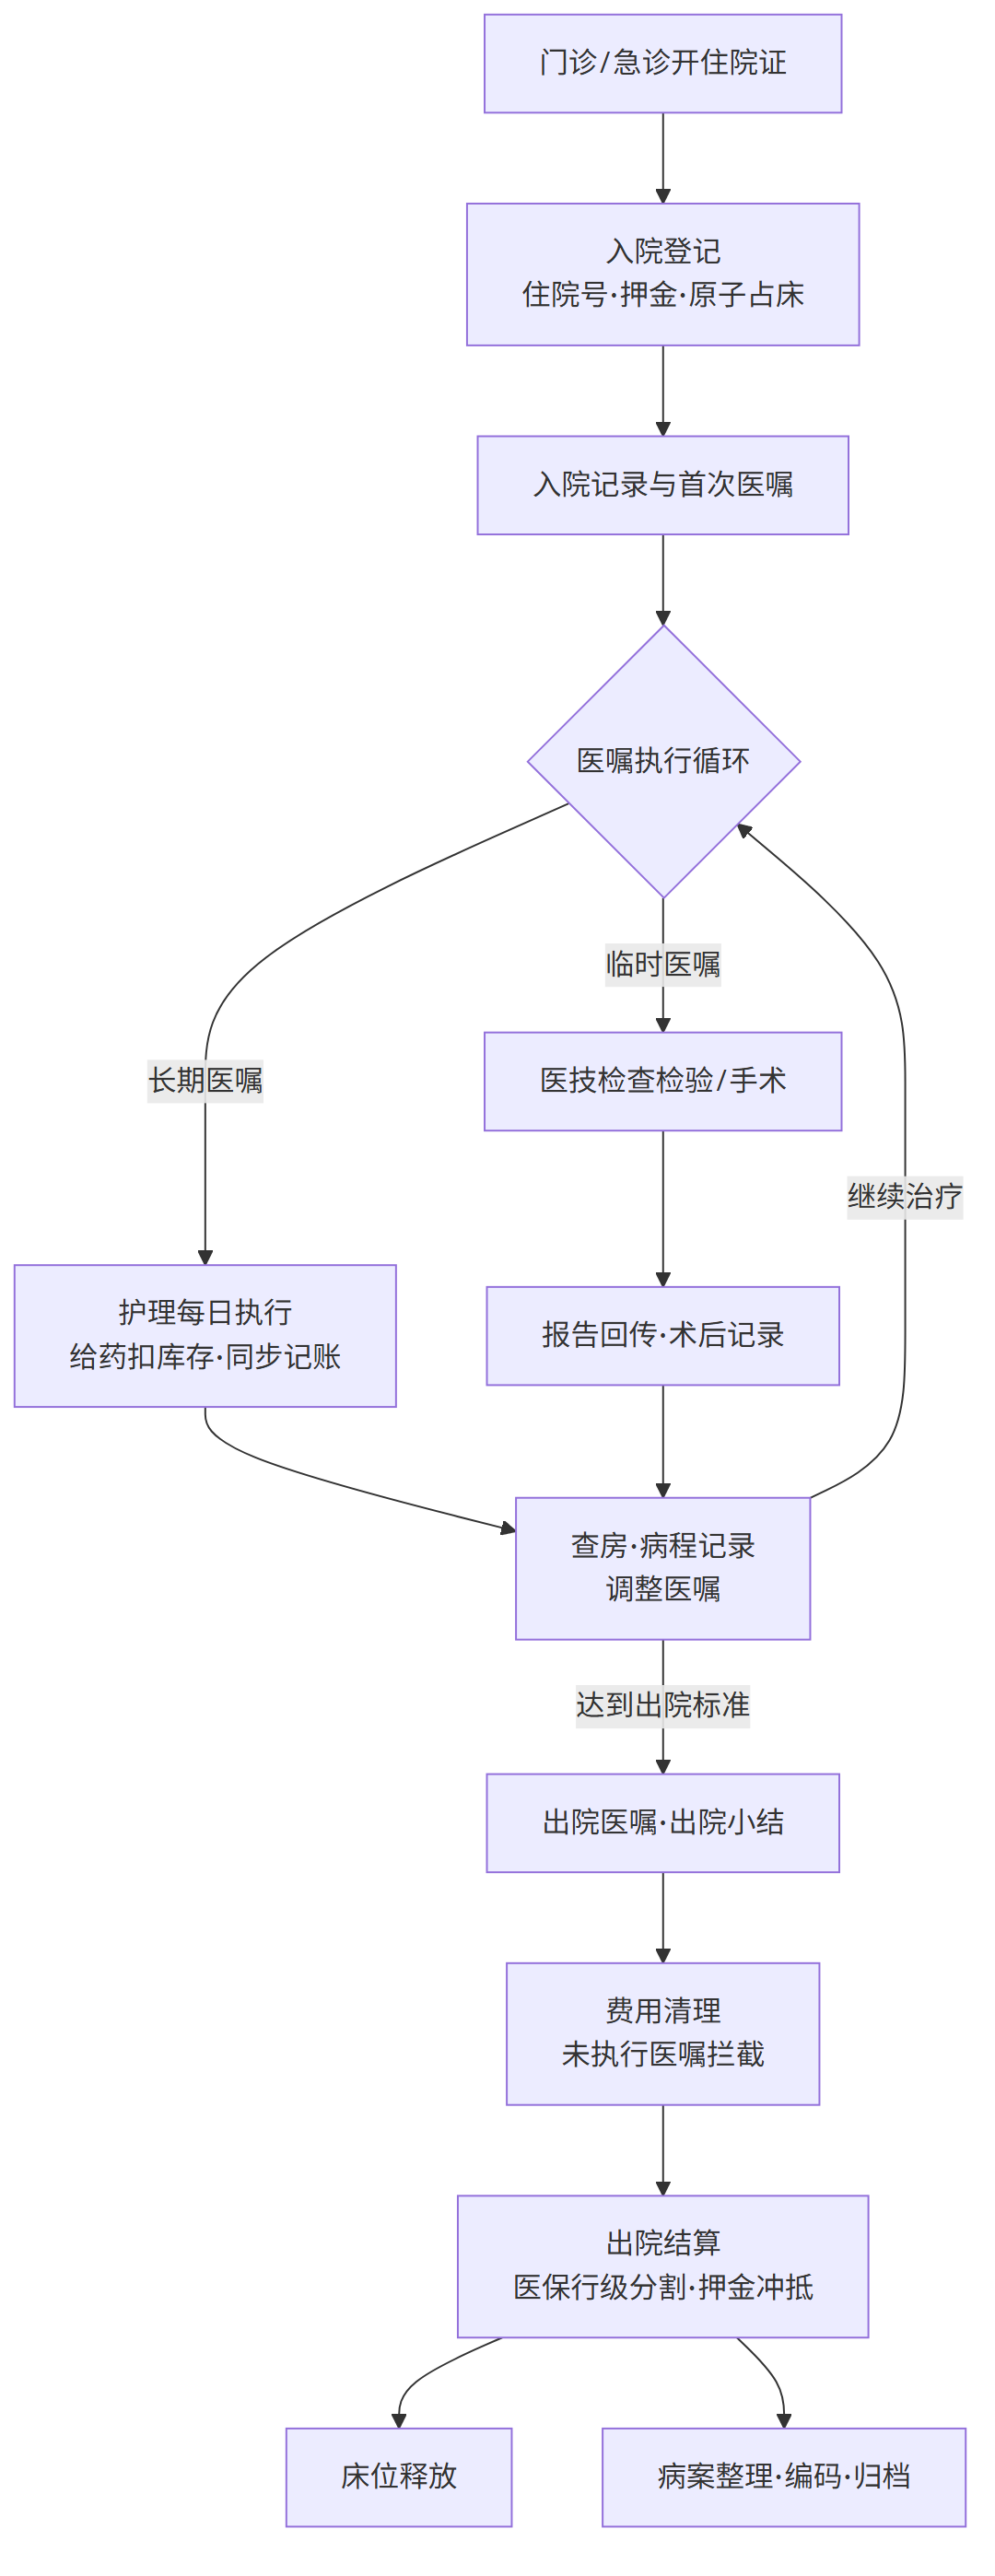 门诊/急诊开住院证
入院登记
住院号·押金·原子占床
入院记录与首次医嘱
医嘱执行循环
临时医嘱
长期医嘱
医技检查检验/手术
继续治疗
护理每日执行
给药扣库存·同步记账
报告回传·术后记录
查房·病程记录
调整医嘱
达到出院标准
出院医嘱·出院小结
费用清理
未执行医嘱拦截
出院结算
医保行级分割·押金冲抵
床位释放
病案整理·编码·归档